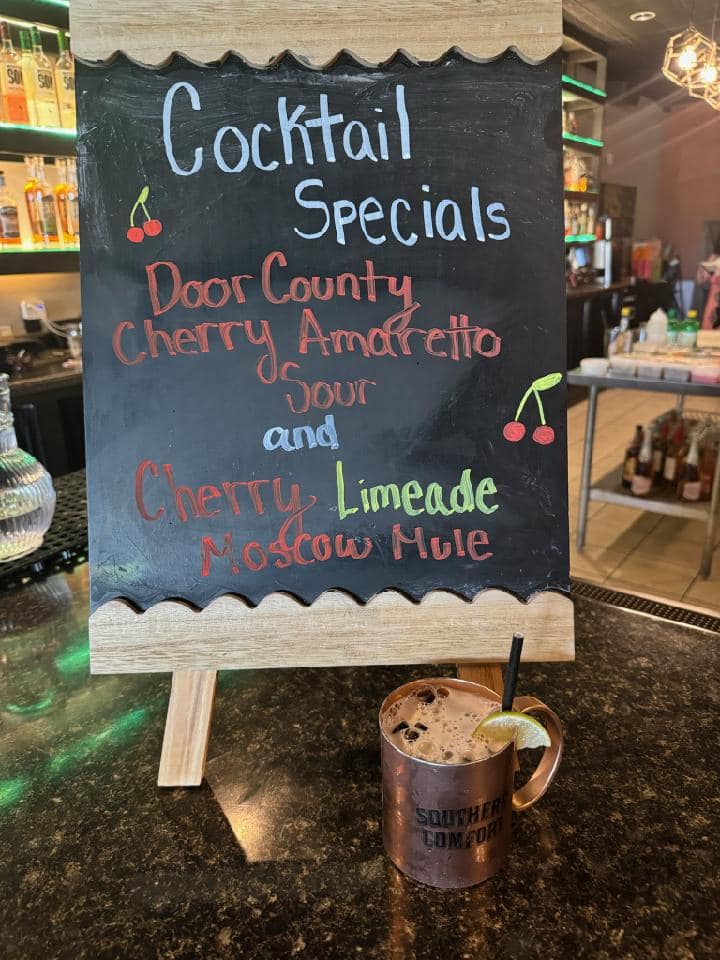 Cocktail
Specials
Door County
Cherry Amaretto
Sour
and
Cherry Limeade
Moscow Mule
SOUTHERN
COMFORT